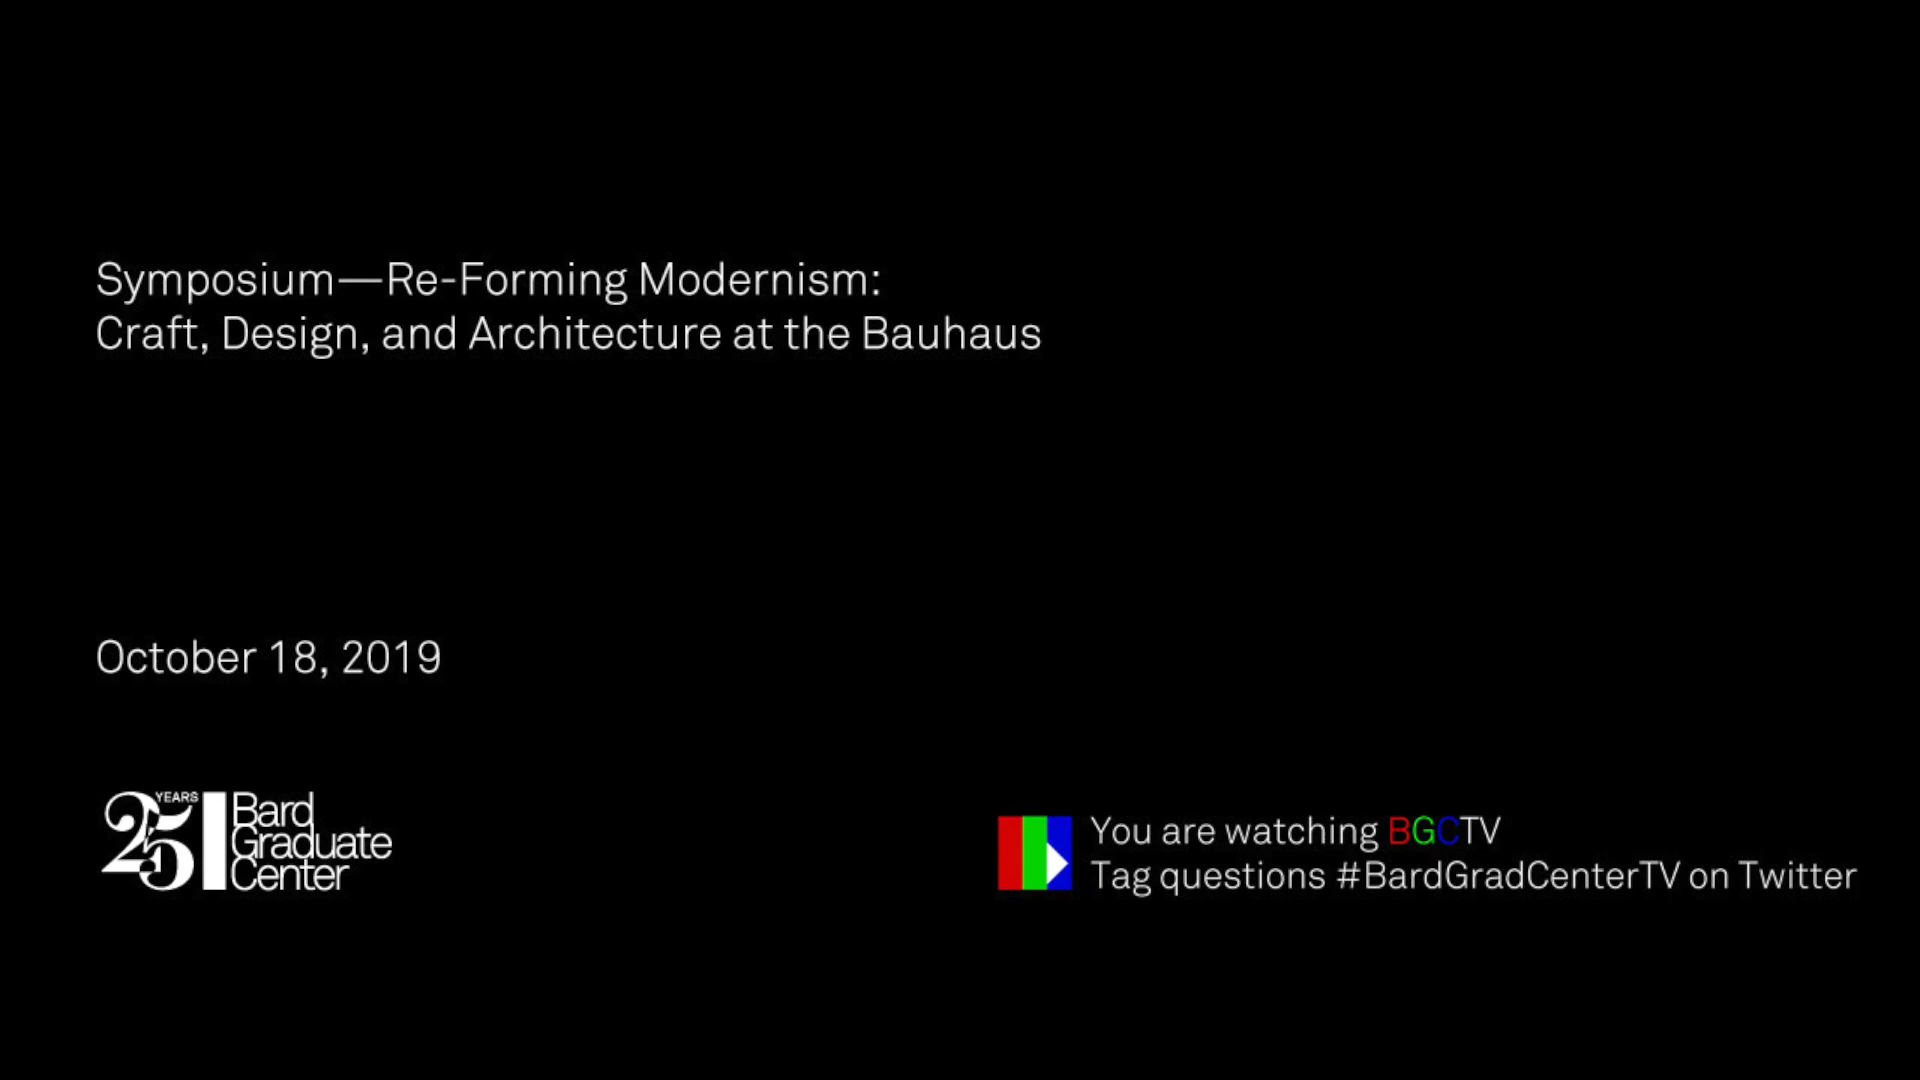 Symposium—Re-Forming Modernism:
Craft, Design, and Architecture at the Bauhaus
October 18, 2019
25 YEARS
Bard
Graduate
Center
You are watching BGCTV
Tag questions #BardGradCenterTV on Twitter